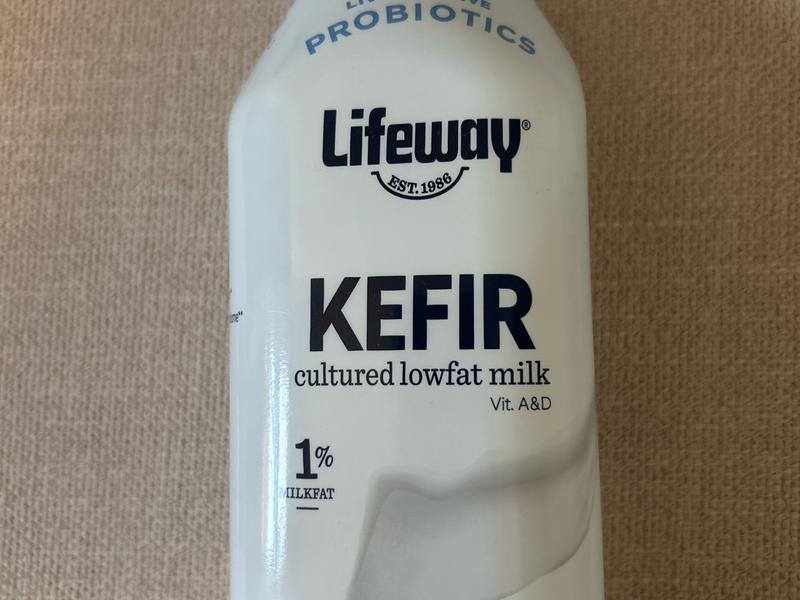 PROBIOTICS
Lifeway®
EST. 1986
KEFIR
cultured lowfat milk
Vit. A&D
1%
MILKFAT